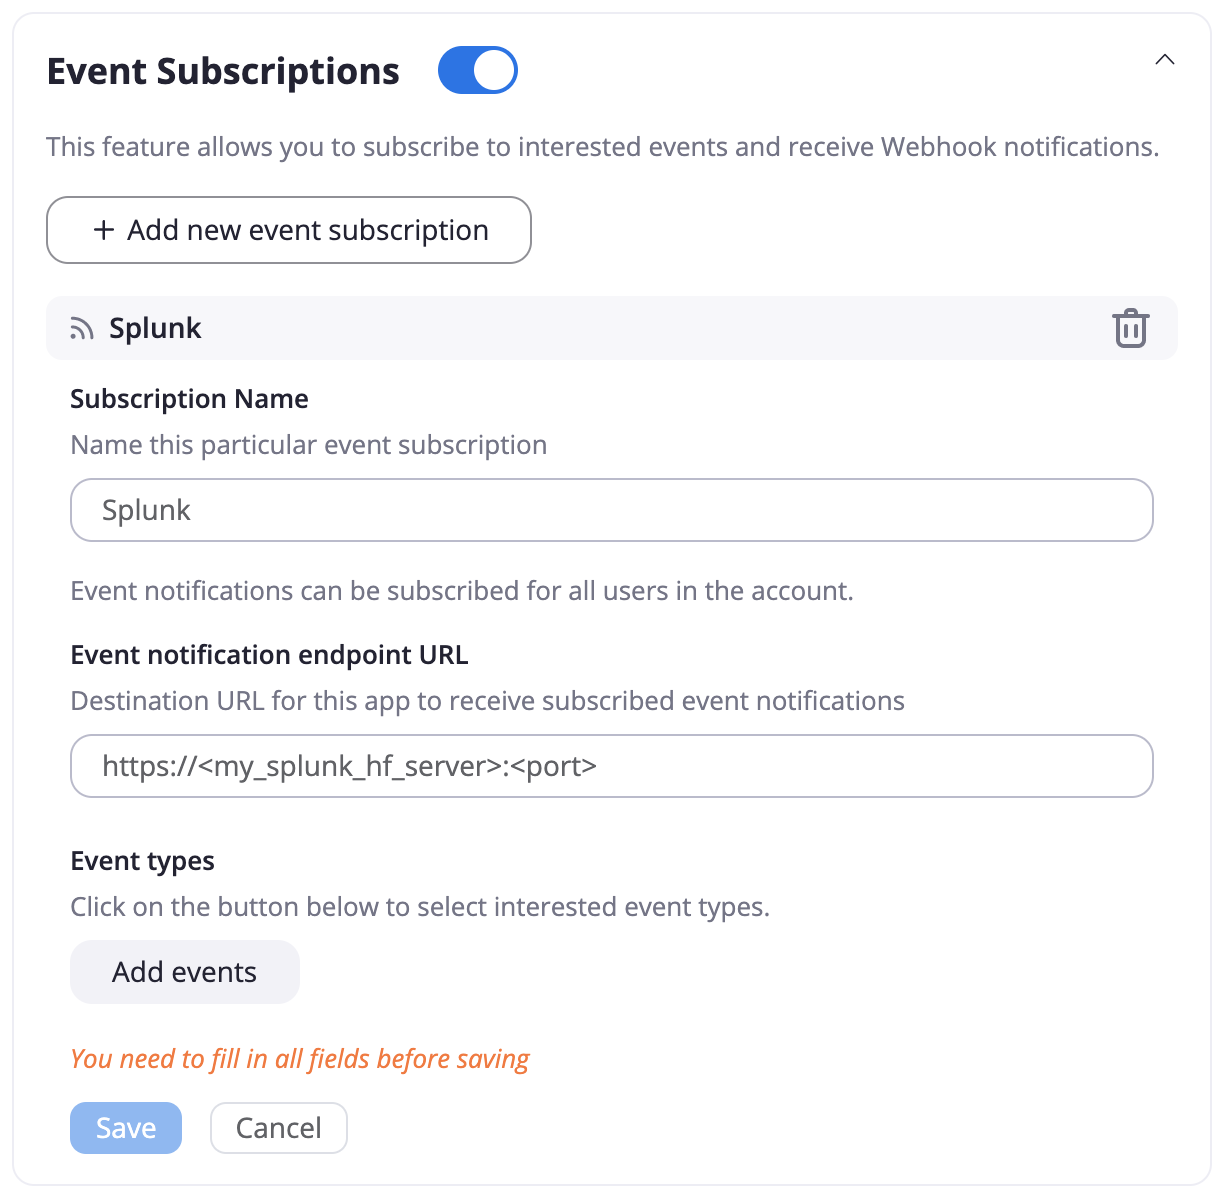 Event Subscriptions
This feature allows you to subscribe to interested events and receive Webhook notifications.
+ Add new event subscription
Splunk
Subscription Name
Name this particular event subscription
Splunk
Event notifications can be subscribed for all users in the account.
Event notification endpoint URL
Destination URL for this app to receive subscribed event notifications
https://<my_splunk_hf_server>:<port>
Event types
Click on the button below to select interested event types.
Add events
You need to fill in all fields before saving
Save Cancel